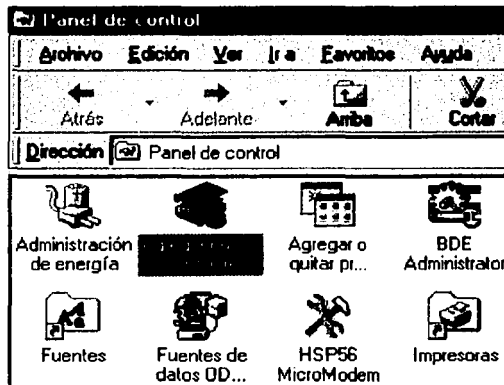 Panel de control
Archivo Edición Ver Ir a Favoritos Ayuda
Atrás Adelante Arriba Cortar
Dirección Panel de control
Administración de energía
Agregar o quitar pr...
BDE Administrator
Fuentes
Fuentes de datos OD...
HSP56 MicroModem
Impresoras